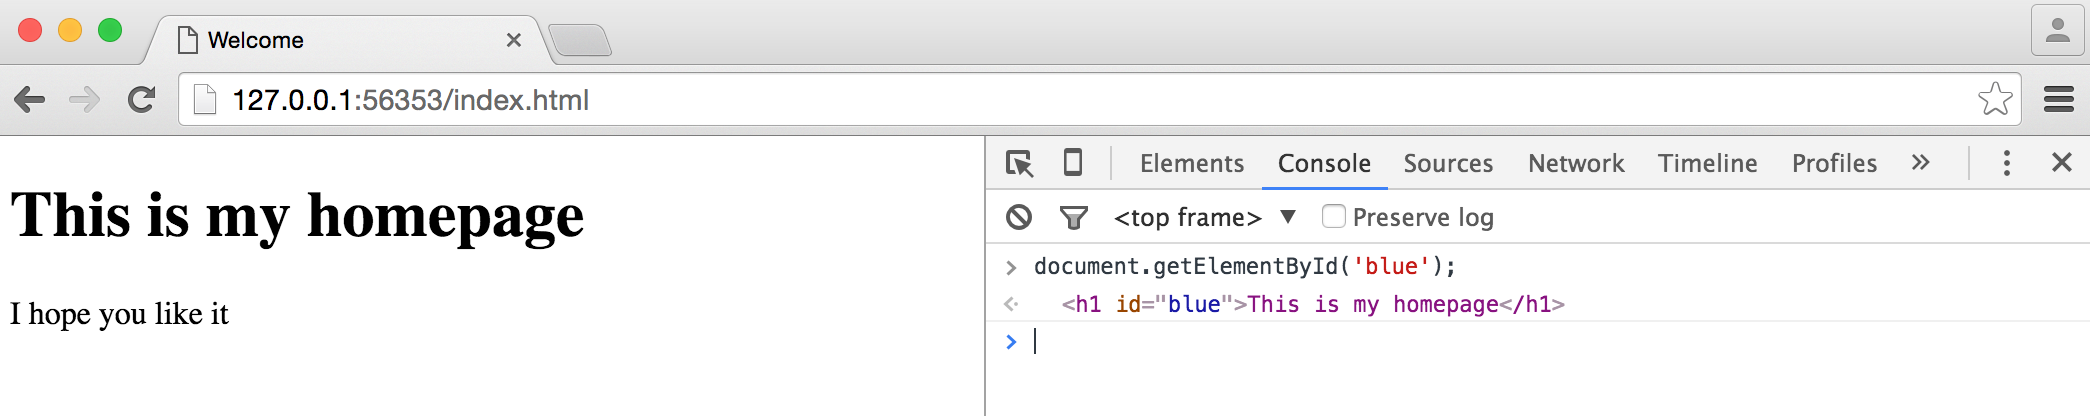 Welcome
127.0.0.1:56353/index.html
This is my homepage
I hope you like it
Elements Console Sources Network Timeline Profiles »
<top frame> ▼ Preserve log
> document.getElementById('blue');
<h1 id="blue">This is my homepage</h1>
>